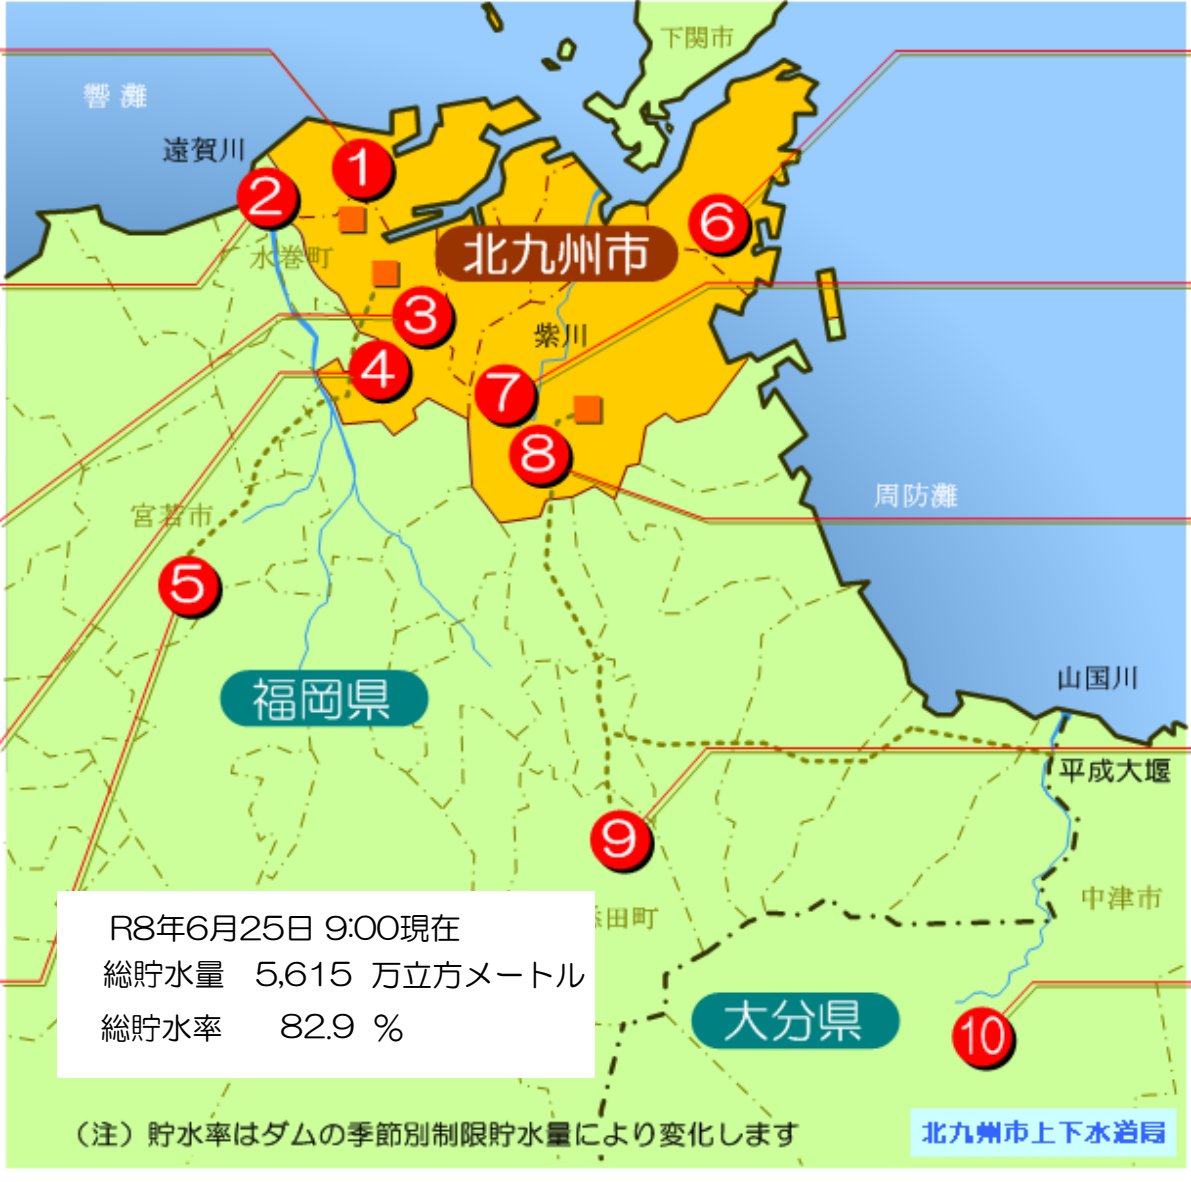 下関市
響灘
遠賀川
1
2
6
水巻町
北九州市
3
紫川
4
7
8
周防灘
宮若市
5
山国川
福岡県
平成大堰
9
中津市
田町
R8年6月25日 9:00現在
総貯水量 5,615 万立方メートル
総貯水率 82.9 %
大分県
10
（注）貯水率はダムの季節別制限貯水量により変化します
北九州市上下水道局